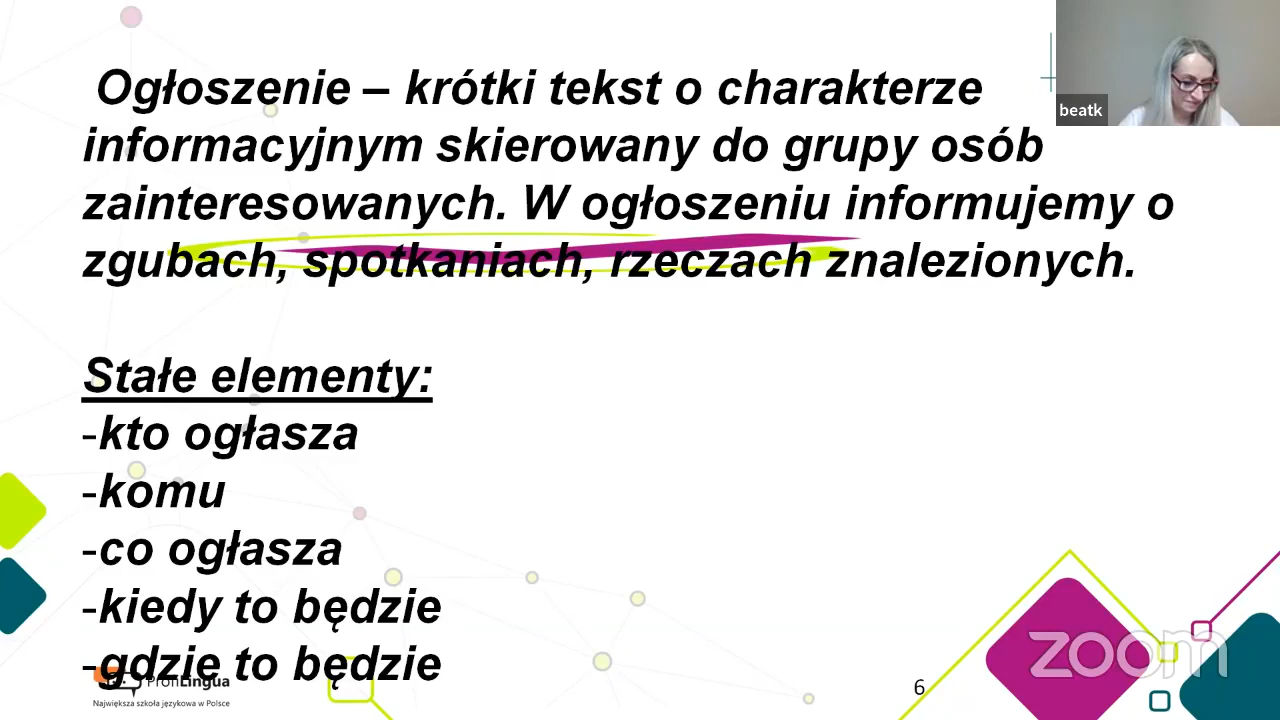 Ogłoszenie – krótki tekst o charakterze
informacyjnym skierowany do grupy osób
zainteresowanych. W ogłoszeniu informujemy o
zgubach, spotkaniach, rzeczach znalezionych.
Stałe elementy:
-kto ogłasza
-komu
-co ogłasza
-kiedy to będzie
-gdzie to będzie
ProfiLingua
Największa szkoła językowa w Polsce
6
beatk
zoom